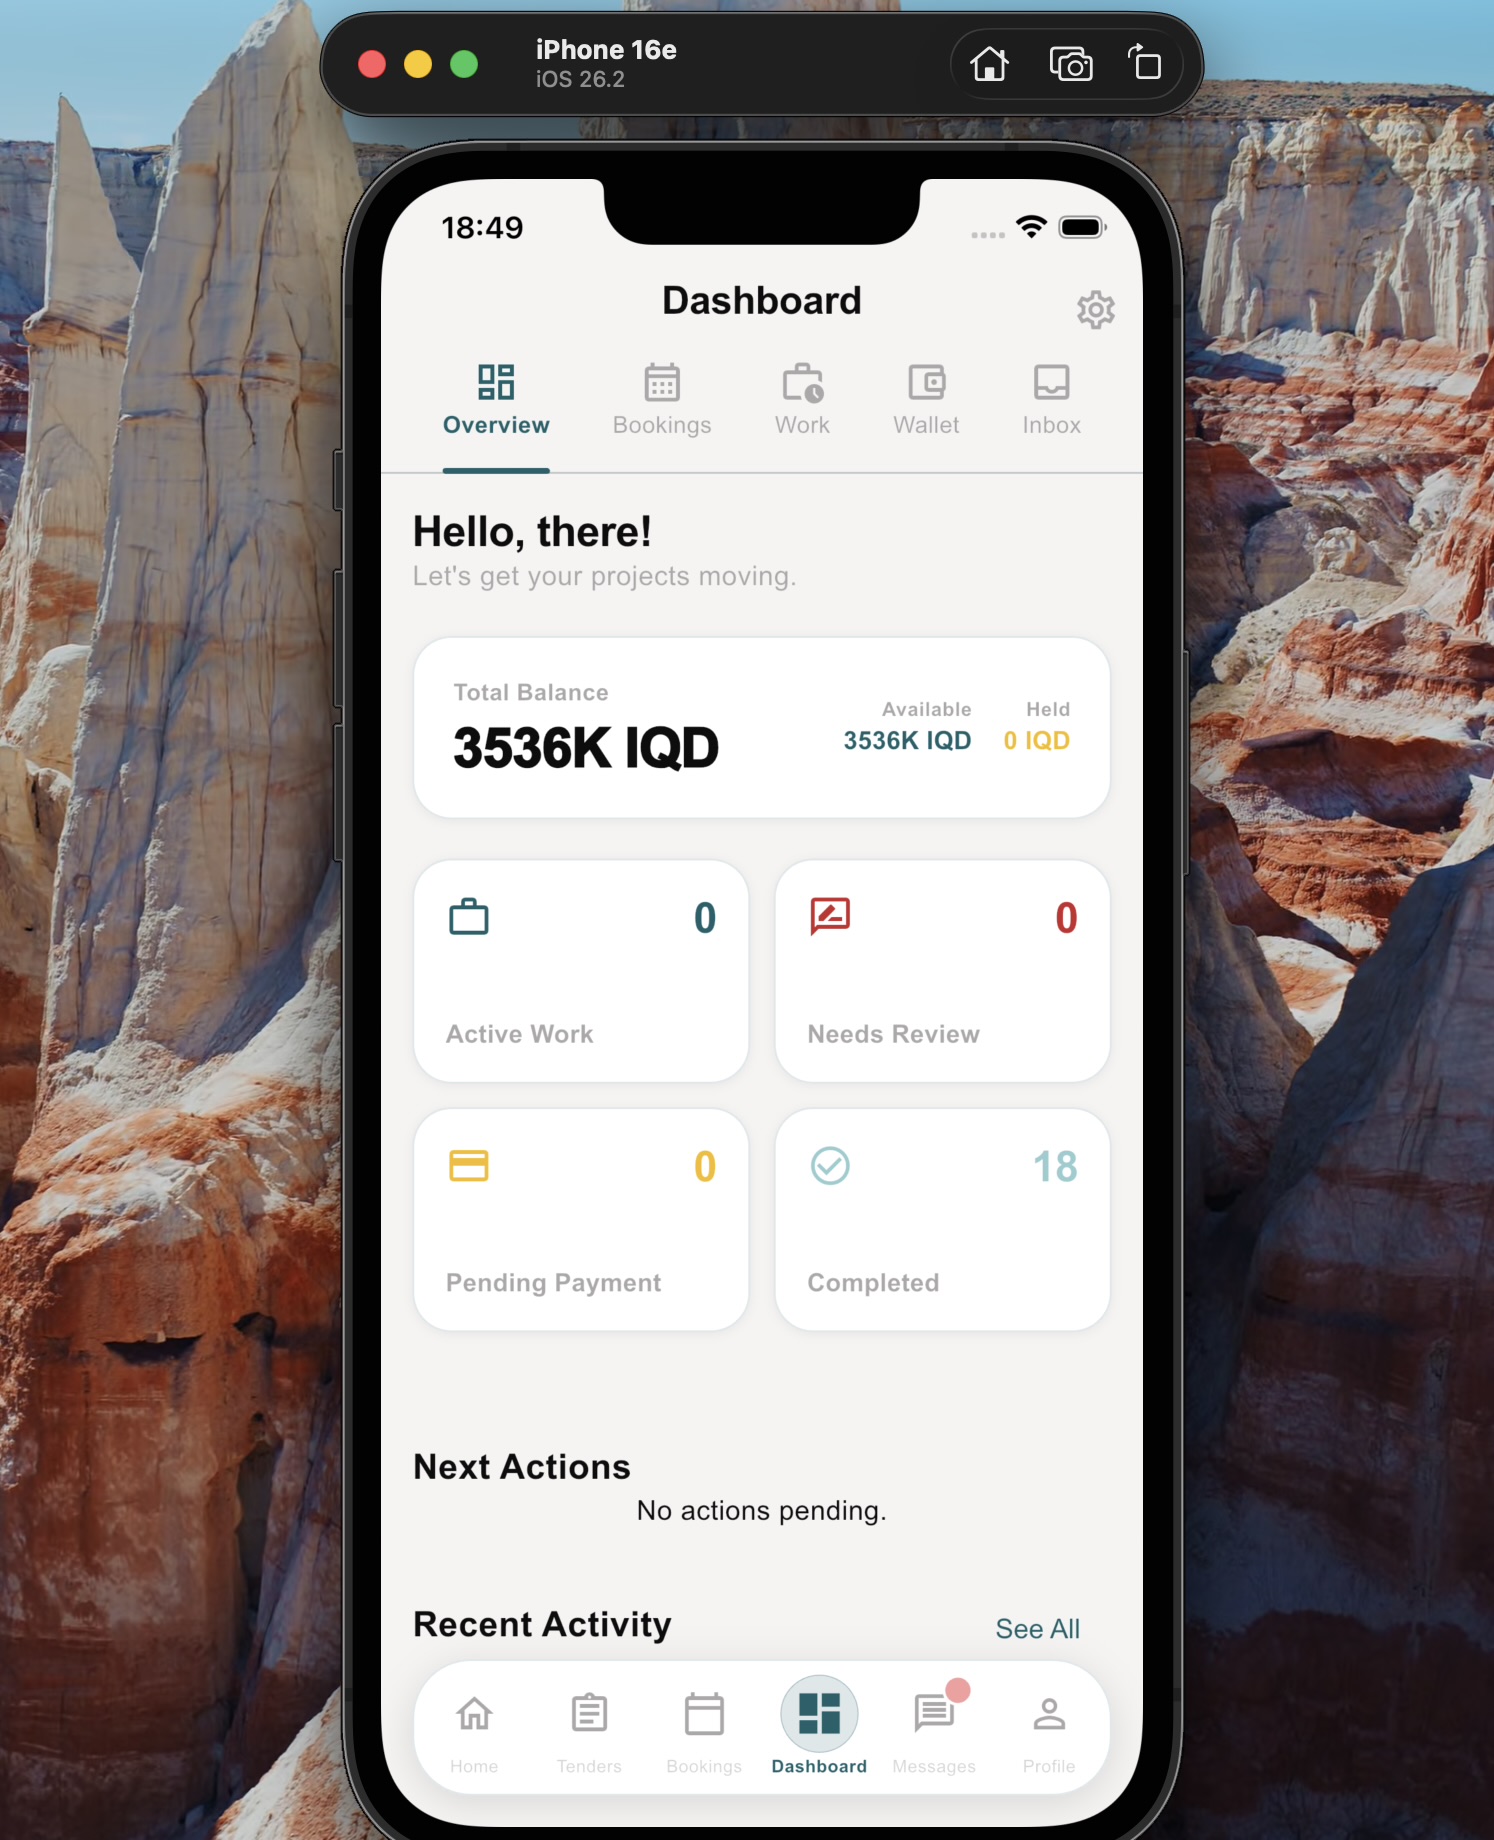 iPhone 16e
iOS 26.2
18:49
Dashboard
Overview
Bookings
Work
Wallet
Inbox
Hello, there!
Let's get your projects moving.
Total Balance
3536K IQD
Available
3536K IQD
Held
0 IQD
0
Active Work
0
Needs Review
0
Pending Payment
18
Completed
Next Actions
No actions pending.
Recent Activity
See All
Home
Tenders
Bookings
Dashboard
Messages
Profile